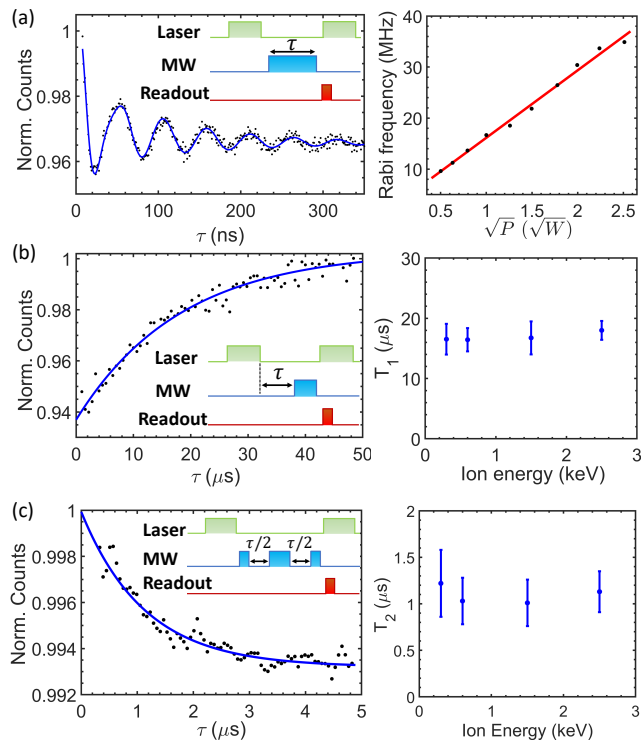 (a)
Norm. Counts
1
0.98
0.96
0
100
200
300
τ (ns)
Laser
τ
MW
Readout
Rabi frequency (MHz)
40
30
20
10
0.5
1
1.5
2
2.5
√P (√W)
(b)
Norm. Counts
1
0.98
0.96
0.94
0
10
20
30
40
50
τ (μs)
Laser
τ
MW
Readout
T1 (μs)
30
20
10
0
0
1
2
3
Ion energy (keV)
(c)
Norm. Counts
1
0.998
0.996
0.994
0.992
0
1
2
3
4
5
τ (μs)
Laser
τ/2 τ/2
MW
Readout
T2 (μs)
2
1.5
1
0.5
0
0
1
2
3
Ion Energy (keV)